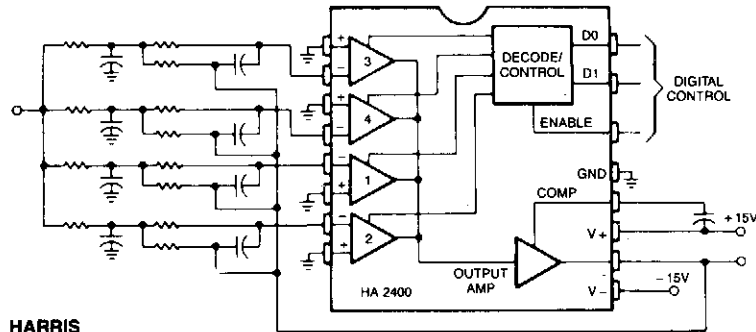 D0
DECODE/
CONTROL
D1
DIGITAL
CONTROL
ENABLE
+
−
3
+
−
4
−
+
1
−
+
2
GND
COMP
+15V
V+
OUTPUT
AMP
HA 2400
V−
−15V
HARRIS